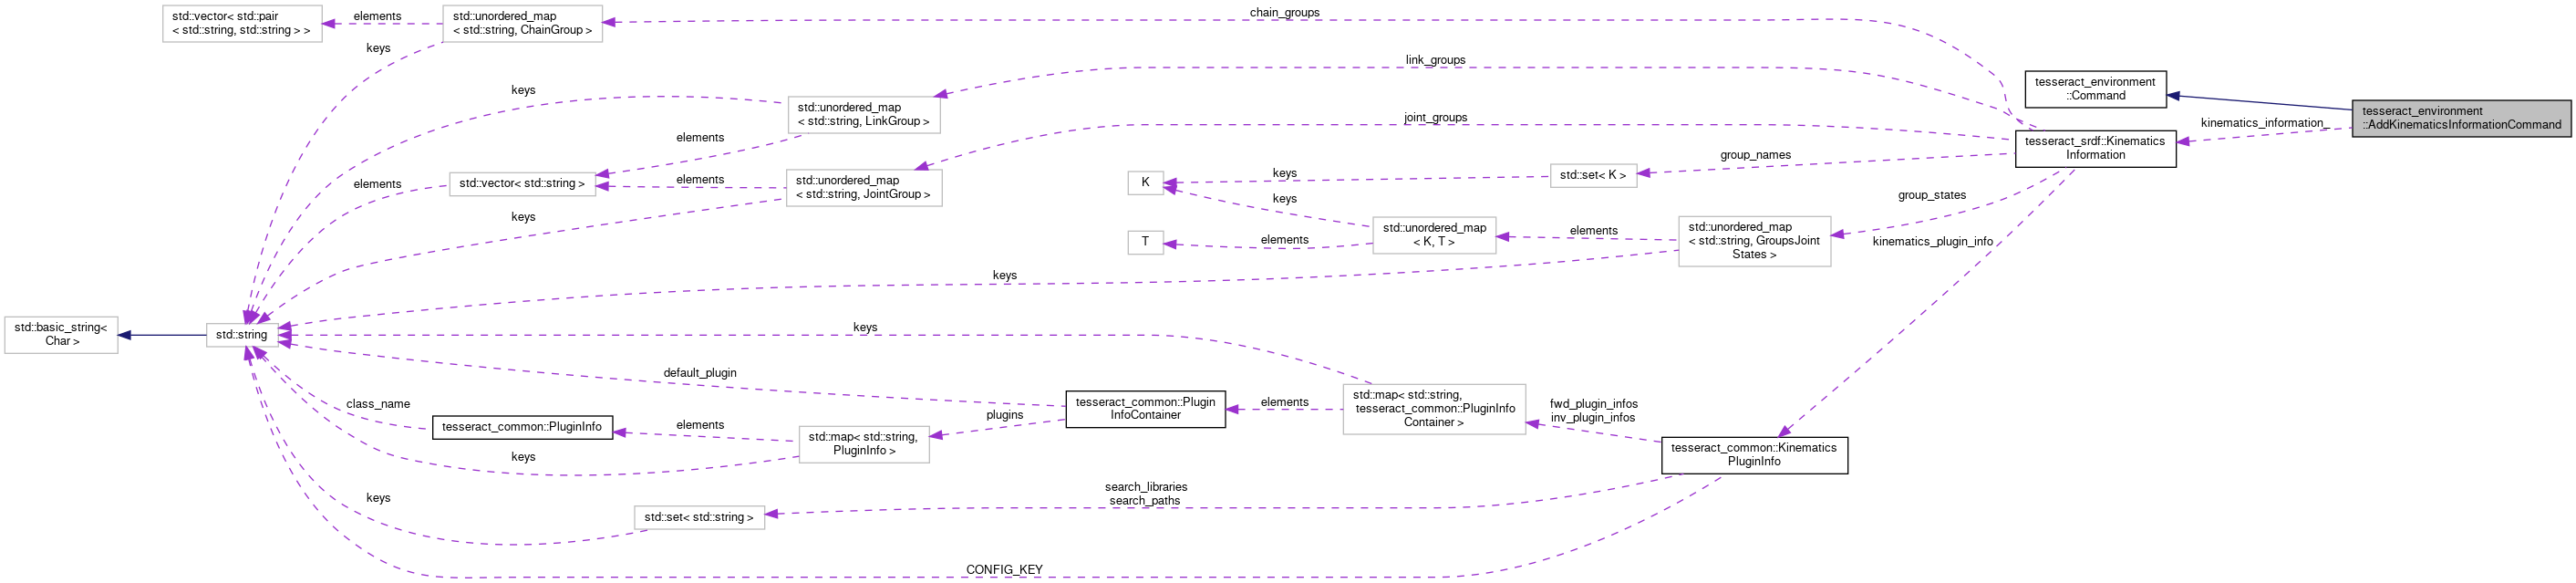 std::vector< std::pair
< std::string, std::string > >
elements
std::unordered_map
< std::string, ChainGroup >
chain_groups
keys
link_groups
tesseract_environment
::Command
tesseract_environment
::AddKinematicsInformationCommand
kinematics_information_
keys
std::unordered_map
< std::string, LinkGroup >
joint_groups
elements
tesseract_srdf::Kinematics
Information
group_names
std::vector< std::string >
elements
elements
std::unordered_map
< std::string, JointGroup >
K
keys
std::set< K >
keys
group_states
keys
std::unordered_map
< K, T >
T
elements
elements
std::unordered_map
< std::string, GroupsJoint
States >
kinematics_plugin_info
keys
std::basic_string<
Char >
std::string
keys
default_plugin
class_name
tesseract_common::PluginInfo
elements
keys
std::map< std::string,
PluginInfo >
plugins
tesseract_common::Plugin
InfoContainer
elements
std::map< std::string,
tesseract_common::PluginInfo
Container >
fwd_plugin_infos
inv_plugin_infos
tesseract_common::Kinematics
PluginInfo
keys
std::set< std::string >
search_libraries
search_paths
CONFIG_KEY